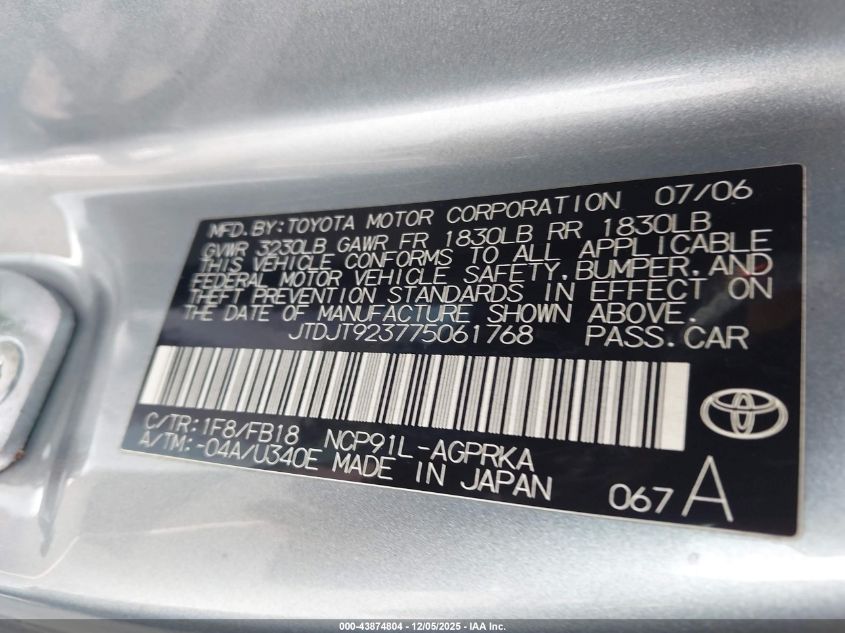 MFD. BY: TOYOTA MOTOR CORPORATION 07/06
GVWR 3230LB GAWR FR 1830LB RR 1830LB
THIS VEHICLE CONFORMS TO ALL APPLICABLE
FEDERAL MOTOR VEHICLE SAFETY, BUMPER, AND
THEFT PREVENTION STANDARDS IN EFFECT ON
THE DATE OF MANUFACTURE SHOWN ABOVE.
JTDJT923775061768 PASS. CAR
C/TR: 1F8/FB18 NCP91L-AGPRKA
A/TM: -04A/U340E MADE IN JAPAN 067 A
000-43874804 - 12/05/2025 - IAA Inc.